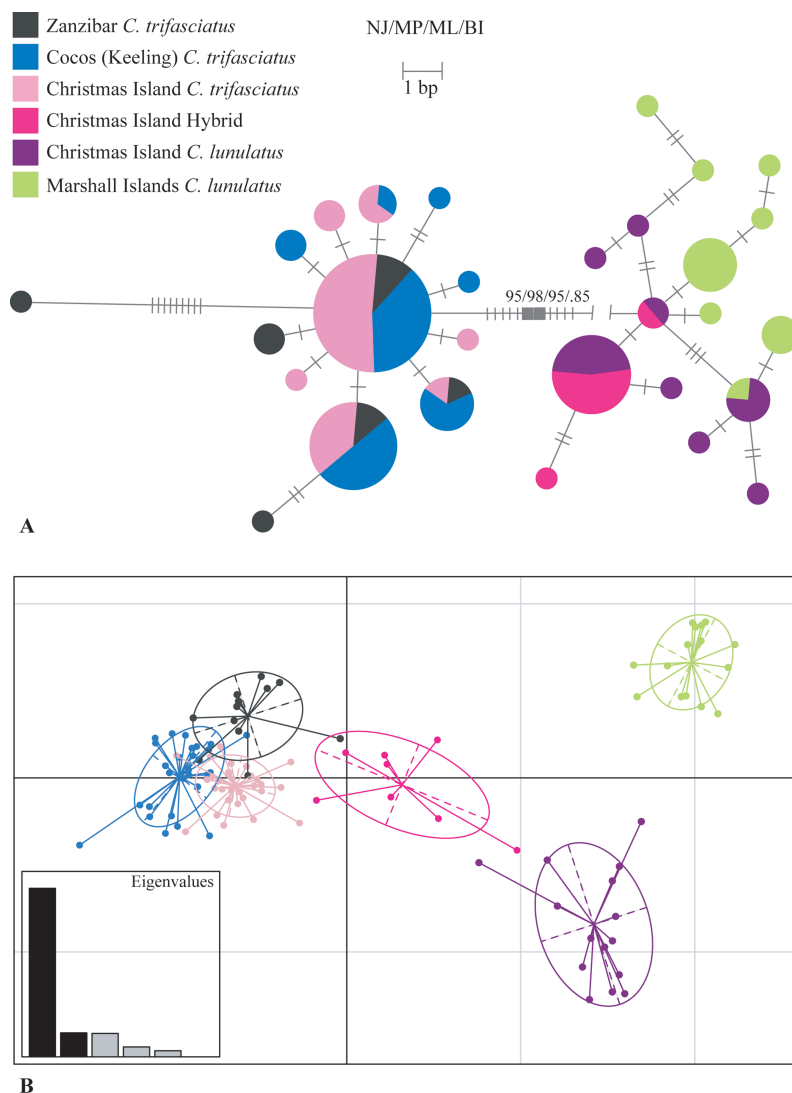 Zanzibar C. trifasciatus
Cocos (Keeling) C. trifasciatus
Christmas Island C. trifasciatus
Christmas Island Hybrid
Christmas Island C. lunulatus
Marshall Islands C. lunulatus
NJ/MP/ML/BI
1 bp
95/98/95/.85
A
Eigenvalues
B